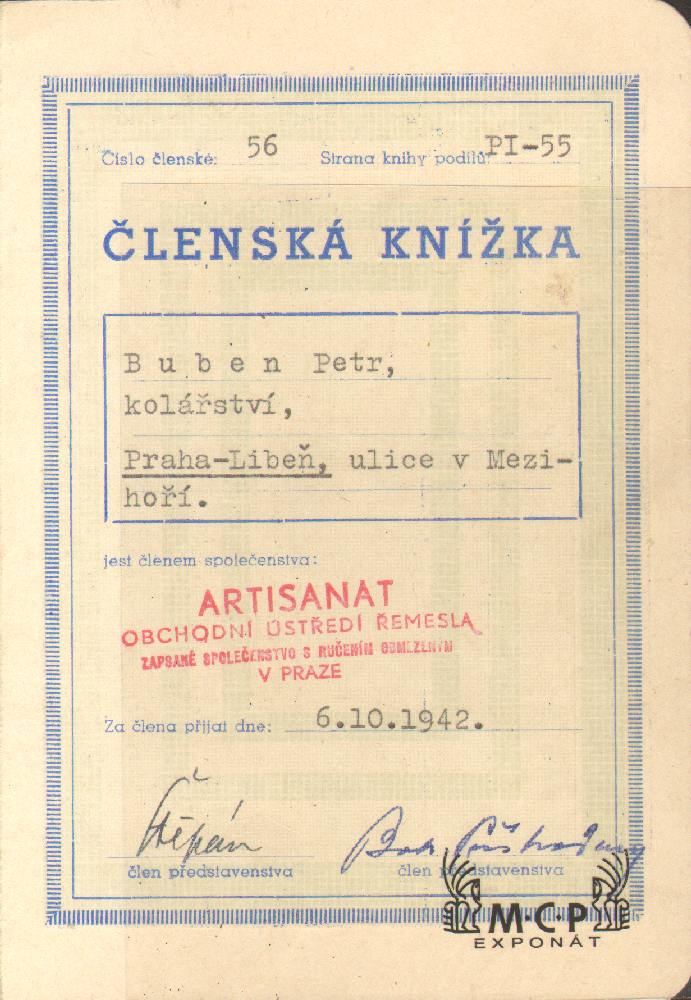 Číslo členské: 56 Strana knihy podílů: PI-55
ČLENSKÁ KNÍŽKA
Buben Petr,
kolářství,
Praha-Libeň, ulice v Mezi-
hoří.
jest členem společenstva:
ARTISANAT
OBCHODNÍ ÚSTŘEDÍ ŘEMESLA
ZAPSANÉ SPOLEČENSTVO S RUČENÍM OBMEZENÝM
V PRAZE
Za člena přijat dne: 6.10.1942.
Štěpán
člen představenstva člen představenstva
M·C·P
EXPONÁT